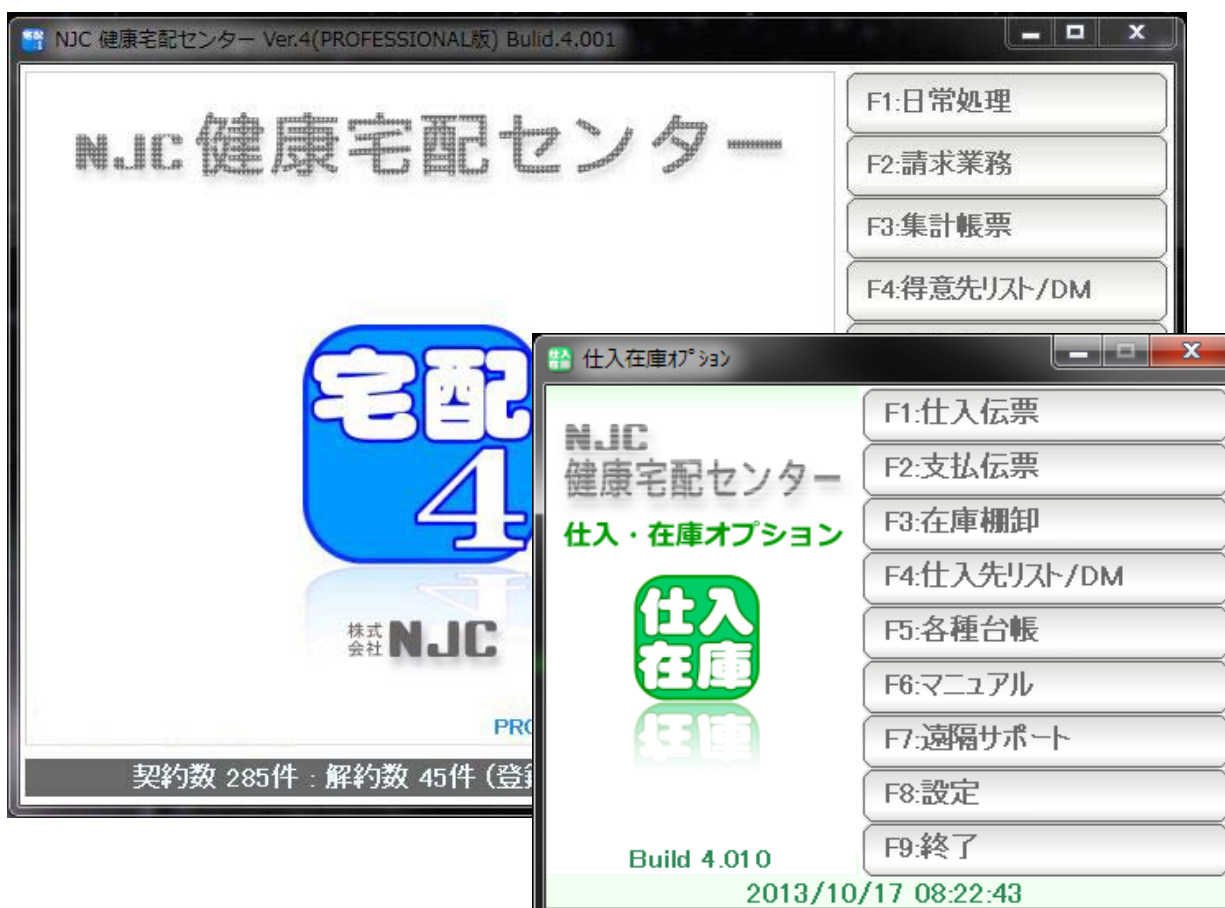 NJC 健康宅配センター Ver.4(PROFESSIONAL版) Bulid.4.001
NJC 健康宅配センター
宅配
4
株式
会社 NJC
PRO
契約数 285件 : 解約数 45件 (登録
F1:日常処理
F2:請求業務
F3:集計帳票
F4:得意先リスト/DM
仕入在庫オプション
NJC
健康宅配センター
仕入・在庫オプション
仕入
在庫
Build 4.010
F1:仕入伝票
F2:支払伝票
F3:在庫棚卸
F4:仕入先リスト/DM
F5:各種台帳
F6:マニュアル
F7:遠隔サポート
F8:設定
F9:終了
2013/10/17 08:22:43